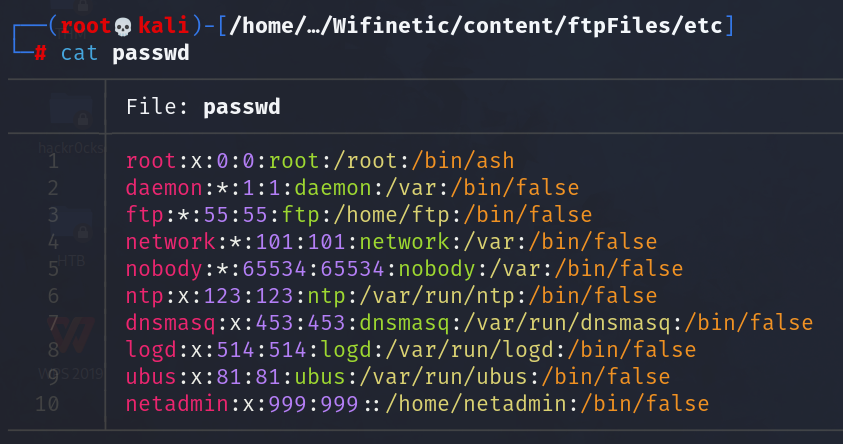 ┌──(root💀kali)-[/home/…/Wifinetic/content/ftpFiles/etc]
└─# cat passwd
File: passwd
1 root:x:0:0:root:/root:/bin/ash
2 daemon:*:1:1:daemon:/var:/bin/false
3 ftp:*:55:55:ftp:/home/ftp:/bin/false
4 network:*:101:101:network:/var:/bin/false
5 nobody:*:65534:65534:nobody:/var:/bin/false
6 ntp:x:123:123:ntp:/var/run/ntp:/bin/false
7 dnsmasq:x:453:453:dnsmasq:/var/run/dnsmasq:/bin/false
8 logd:x:514:514:logd:/var/run/logd:/bin/false
9 ubus:x:81:81:ubus:/var/run/ubus:/bin/false
10 netadmin:x:999:999::/home/netadmin:/bin/false
hackr0cks
HTB
WPS 2019